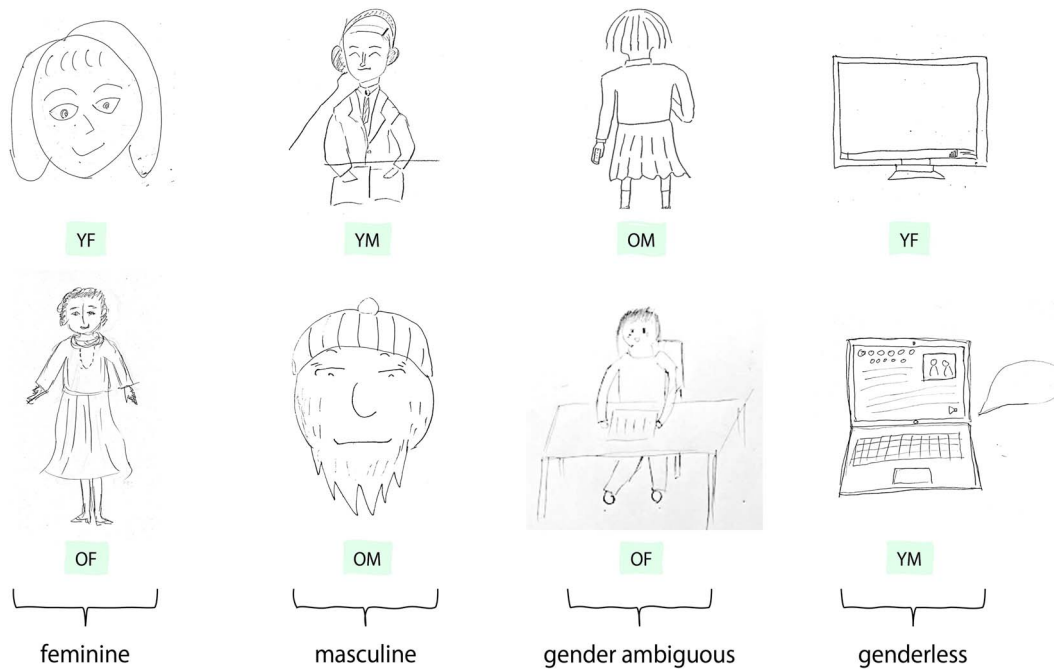 YF
YM
OM
YF
OF
OM
OF
YM
feminine
masculine
gender ambiguous
genderless